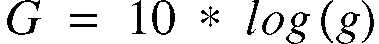 G = 10 * log(g)